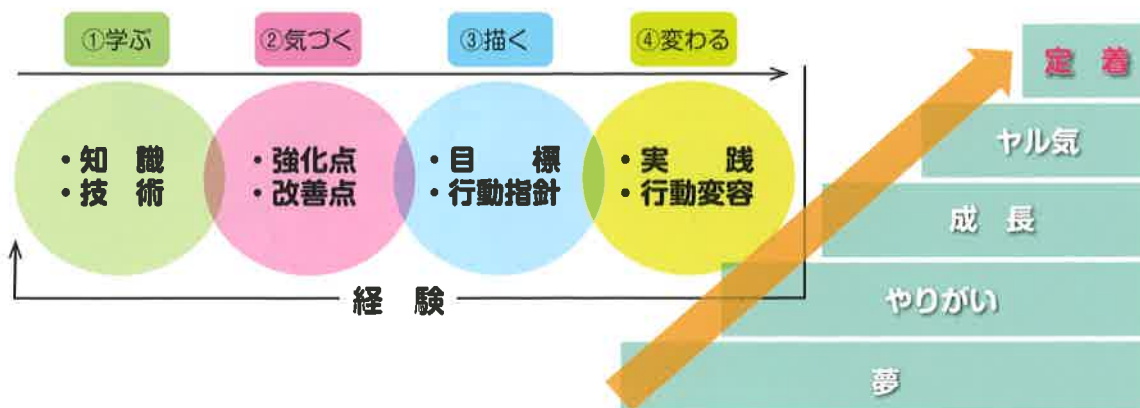 ①学ぶ
②気づく
③描く
④変わる
・知　識
・技　術
・強化点
・改善点
・目　標
・行動指針
・実　践
・行動変容
経　験
定　着
ヤル気
成　長
やりがい
夢